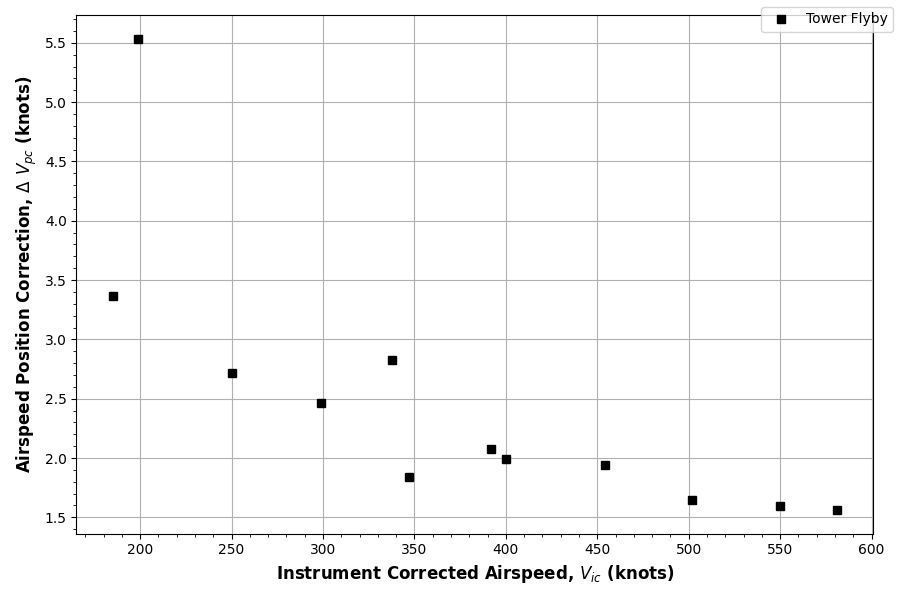 Tower Flyby
5.5
5.0
4.5
4.0
3.5
3.0
2.5
2.0
1.5
Airspeed Position Correction, Δ V_pc (knots)
200 250 300 350 400 450 500 550 600
Instrument Corrected Airspeed, V_ic (knots)